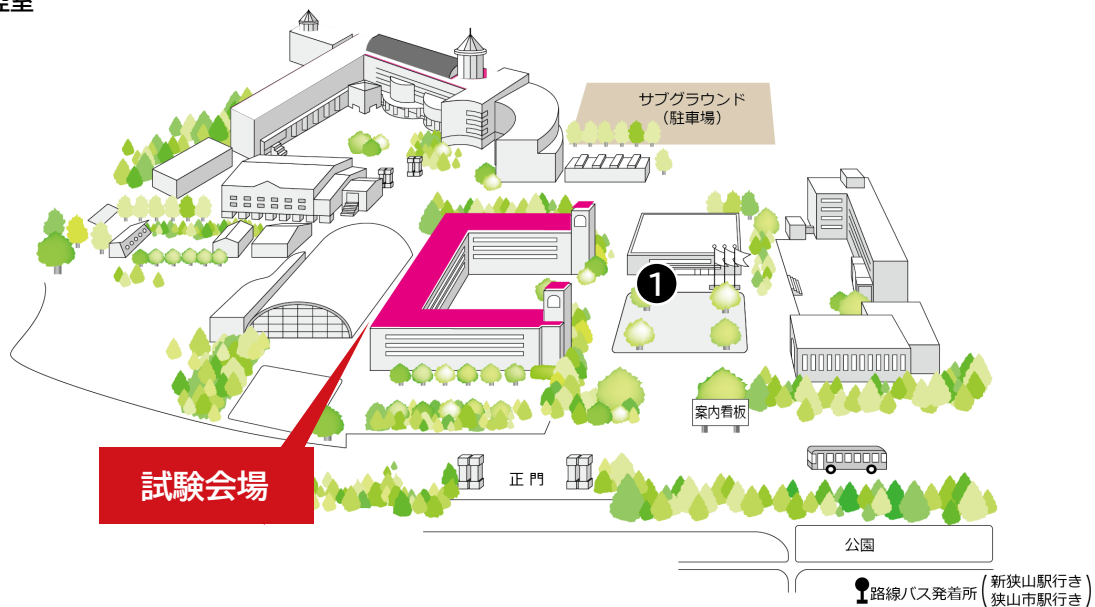 サブグラウンド
(駐車場)
1
案内看板
試験会場
正門
公園
路線バス発着所(新狭山駅行き
狭山市駅行き)